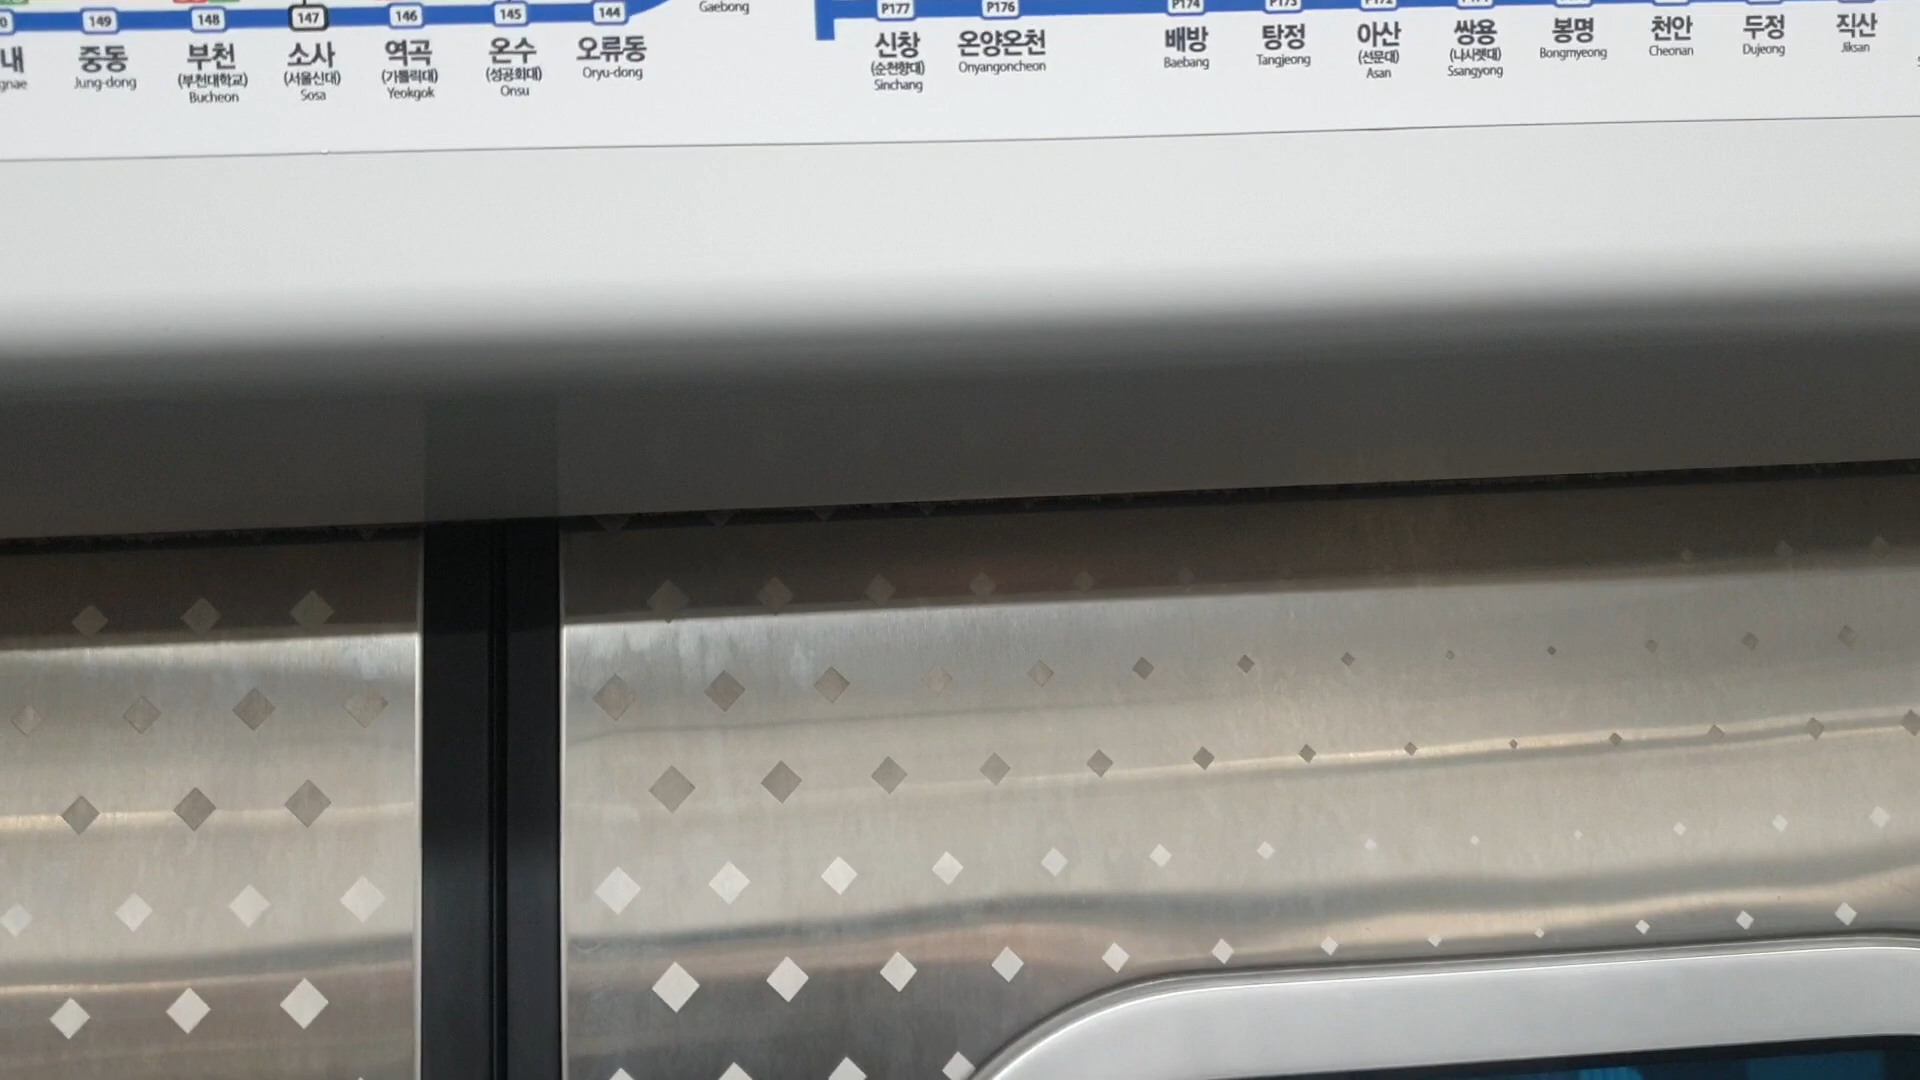 149 148 147 146 145 144
내 중동 부천 소사 역곡 온수 오류동
(부천대학교) (서울신대) (가톨릭대) (성공회대)
Jung-dong Bucheon Sosa Yeokgok Onsu Oryu-dong Gaebong
P177 P176 P174 P173
신창 온양온천 배방 탕정 아산 쌍용 봉명 천안 두정 직산
(순천향대) (선문대) (나사렛대)
Sinchang Onyangoncheon Baebang Tangjeong Asan Ssangyong Bongmyeong Cheonan Dujeong Jiksan